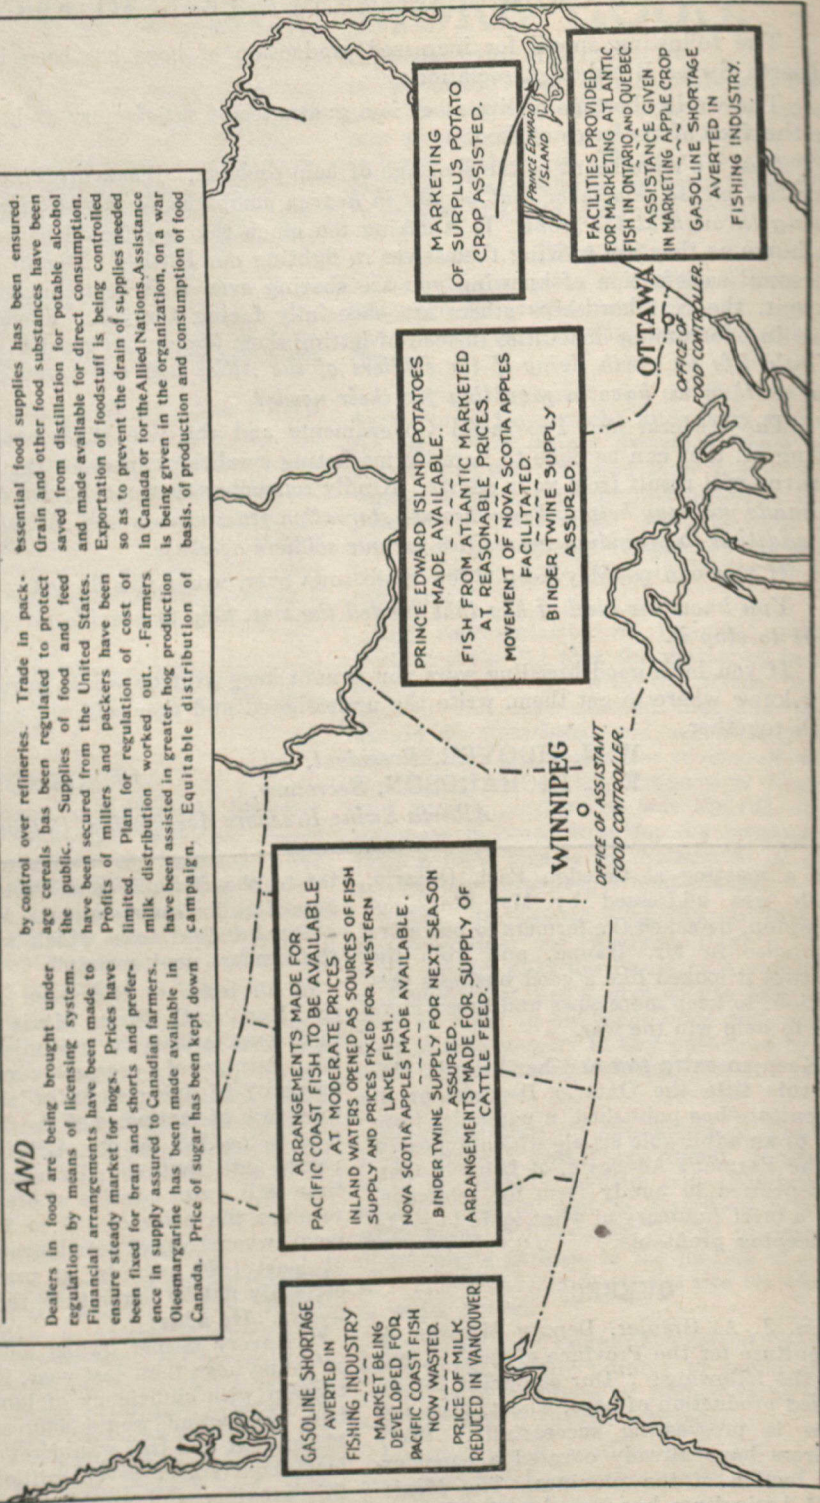 AND
Dealers in food are being brought under
regulation by means of licensing system.
Financial arrangements have been made to
ensure steady market for hogs. Prices have
been fixed for bran and shorts and prefer-
ence in supply assured to Canadian farmers.
Oleomargarine has been made available in
Canada. Price of sugar has been kept down
by control over refineries. Trade in pack-
age cereals has been regulated to protect
the public. Supplies of food and feed
have been secured from the United States.
Profits of millers and packers have been
limited. Plan for regulation of cost of
milk distribution worked out. Farmers
have been assisted in greater hog production
campaign. Equitable distribution of
essential food supplies has been ensured.
Grain and other food substances have been
saved from distillation for potable alcohol
and made available for direct consumption.
Exportation of foodstuff is being controlled
so as to prevent the drain of supplies needed
in Canada or for the Allied Nations. Assistance
is being given in the organization, on a war
basis, of production and consumption of food
GASOLINE SHORTAGE
AVERTED IN
FISHING INDUSTRY
MARKET BEING
DEVELOPED FOR
PACIFIC COAST FISH
NOW WASTED.
PRICE OF MILK
REDUCED IN VANCOUVER.
ARRANGEMENTS MADE FOR
PACIFIC COAST FISH TO BE AVAILABLE
AT MODERATE PRICES
INLAND WATERS OPENED AS SOURCES OF FISH
SUPPLY AND PRICES FIXED FOR WESTERN
LAKE FISH.
NOVA SCOTIA APPLES MADE AVAILABLE.
BINDER TWINE SUPPLY FOR NEXT SEASON
ASSURED.
ARRANGEMENTS MADE FOR SUPPLY OF
CATTLE FEED.
WINNIPEG
OFFICE OF ASSISTANT
FOOD CONTROLLER.
PRINCE EDWARD ISLAND POTATOES
MADE AVAILABLE.
FISH FROM ATLANTIC MARKETED
AT REASONABLE PRICES.
MOVEMENT OF NOVA SCOTIA APPLES
FACILITATED.
BINDER TWINE SUPPLY
ASSURED.
OTTAWA
OFFICE OF
FOOD CONTROLLER.
MARKETING
OF SURPLUS POTATO
CROP ASSISTED.
PRINCE EDWARD
ISLAND
FACILITIES PROVIDED
FOR MARKETING ATLANTIC
FISH IN ONTARIO AND QUEBEC.
ASSISTANCE GIVEN
IN MARKETING APPLE CROP
GASOLINE SHORTAGE
AVERTED IN
FISHING INDUSTRY.